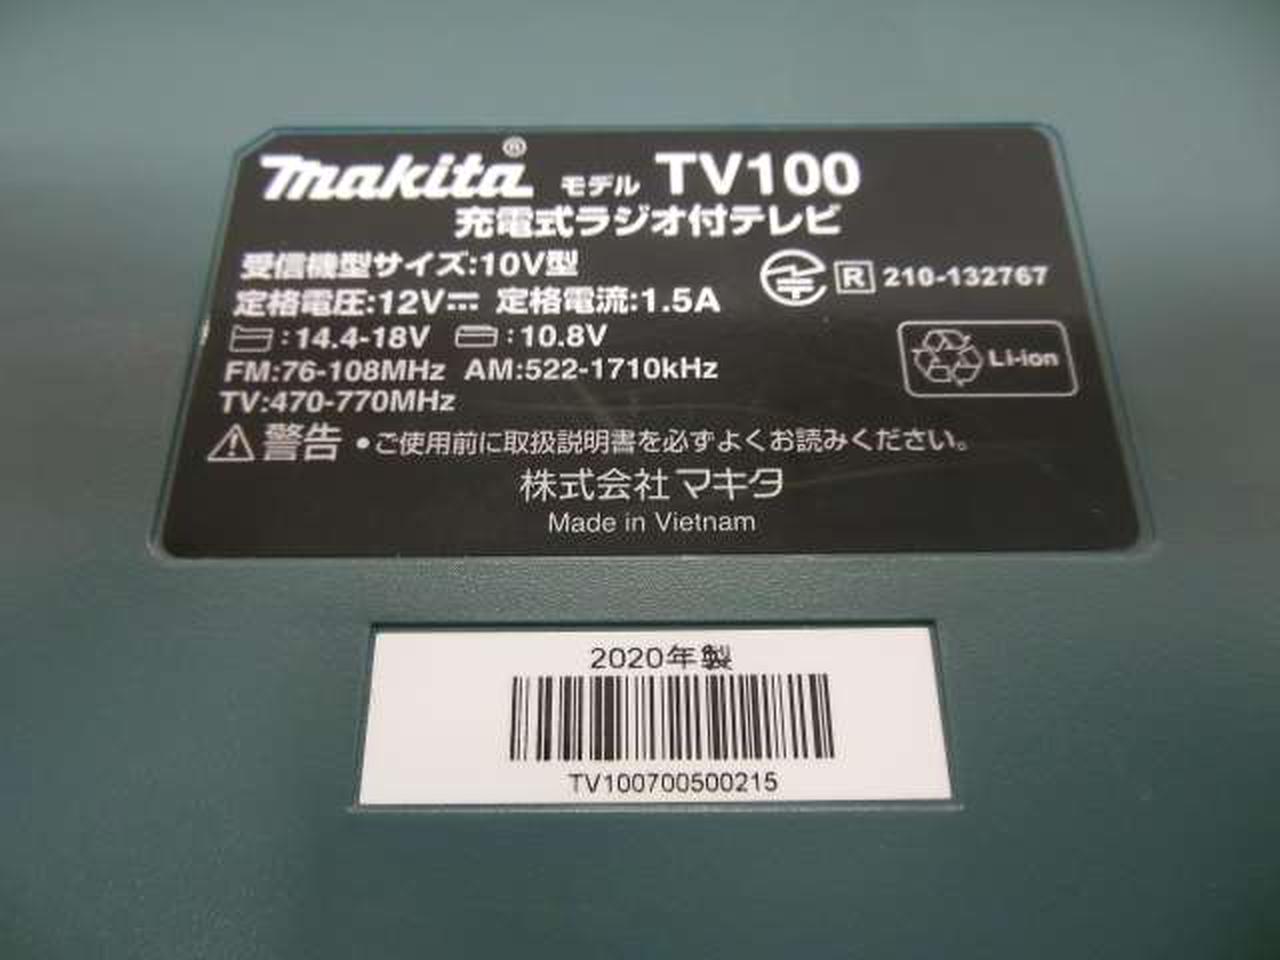 makita® モデル TV100
充電式ラジオ付テレビ
受信機型サイズ:10V型
定格電圧:12V⎓ 定格電流:1.5A
:14.4-18V :10.8V
FM:76-108MHz AM:522-1710kHz
TV:470-770MHz
R 210-132767
Li-ion
⚠警告 ●ご使用前に取扱説明書を必ずよくお読みください。
株式会社マキタ
Made in Vietnam
2020年製
TV100700500215